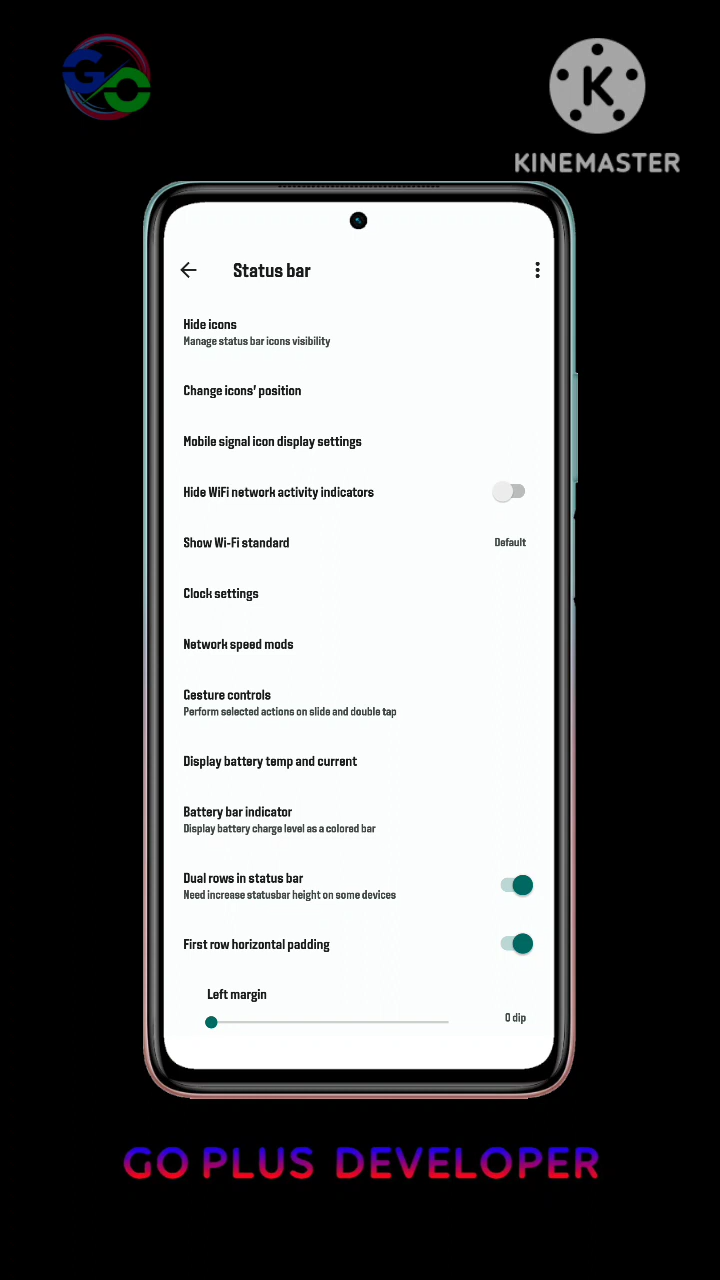 GO
K
KINEMASTER
Status bar
Hide icons
Manage status bar icons visibility
Change icons' position
Mobile signal icon display settings
Hide WiFi network activity indicators
Show Wi-Fi standard Default
Clock settings
Network speed mods
Gesture controls
Perform selected actions on slide and double tap
Display battery temp and current
Battery bar indicator
Display battery charge level as a colored bar
Dual rows in status bar
Need increase statusbar height on some devices
First row horizontal padding
Left margin
0 dip
GO PLUS DEVELOPER